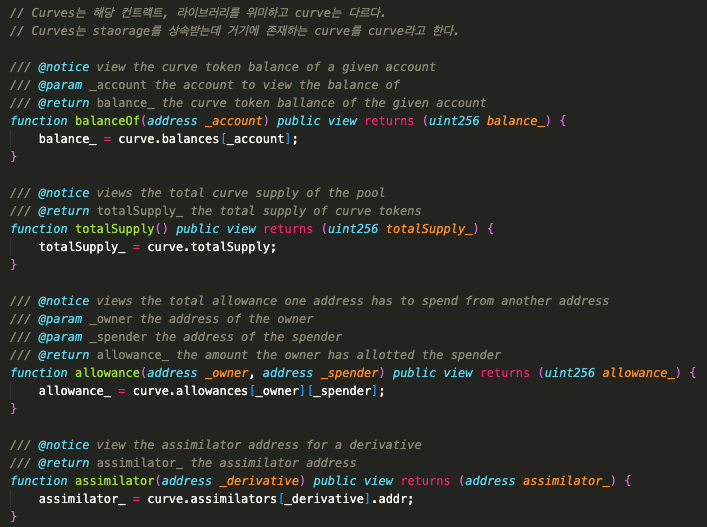 // Curves는 해당 컨트랙트, 라이브러리를 위미하고 curve는 다르다.
// Curves는 staorage를 상속받는데 거기에 존재하는 curve를 curve라고 한다.
/// @notice view the curve token balance of a given account
/// @param _account the account to view the balance of
/// @return balance_ the curve token ballance of the given account
function balanceOf(address _account) public view returns (uint256 balance_) {
balance_ = curve.balances[_account];
}
/// @notice views the total curve supply of the pool
/// @return totalSupply_ the total supply of curve tokens
function totalSupply() public view returns (uint256 totalSupply_) {
totalSupply_ = curve.totalSupply;
}
/// @notice views the total allowance one address has to spend from another address
/// @param _owner the address of the owner
/// @param _spender the address of the spender
/// @return allowance_ the amount the owner has allotted the spender
function allowance(address _owner, address _spender) public view returns (uint256 allowance_) {
allowance_ = curve.allowances[_owner][_spender];
}
/// @notice view the assimilator address for a derivative
/// @return assimilator_ the assimilator address
function assimilator(address _derivative) public view returns (address assimilator_) {
assimilator_ = curve.assimilators[_derivative].addr;
}